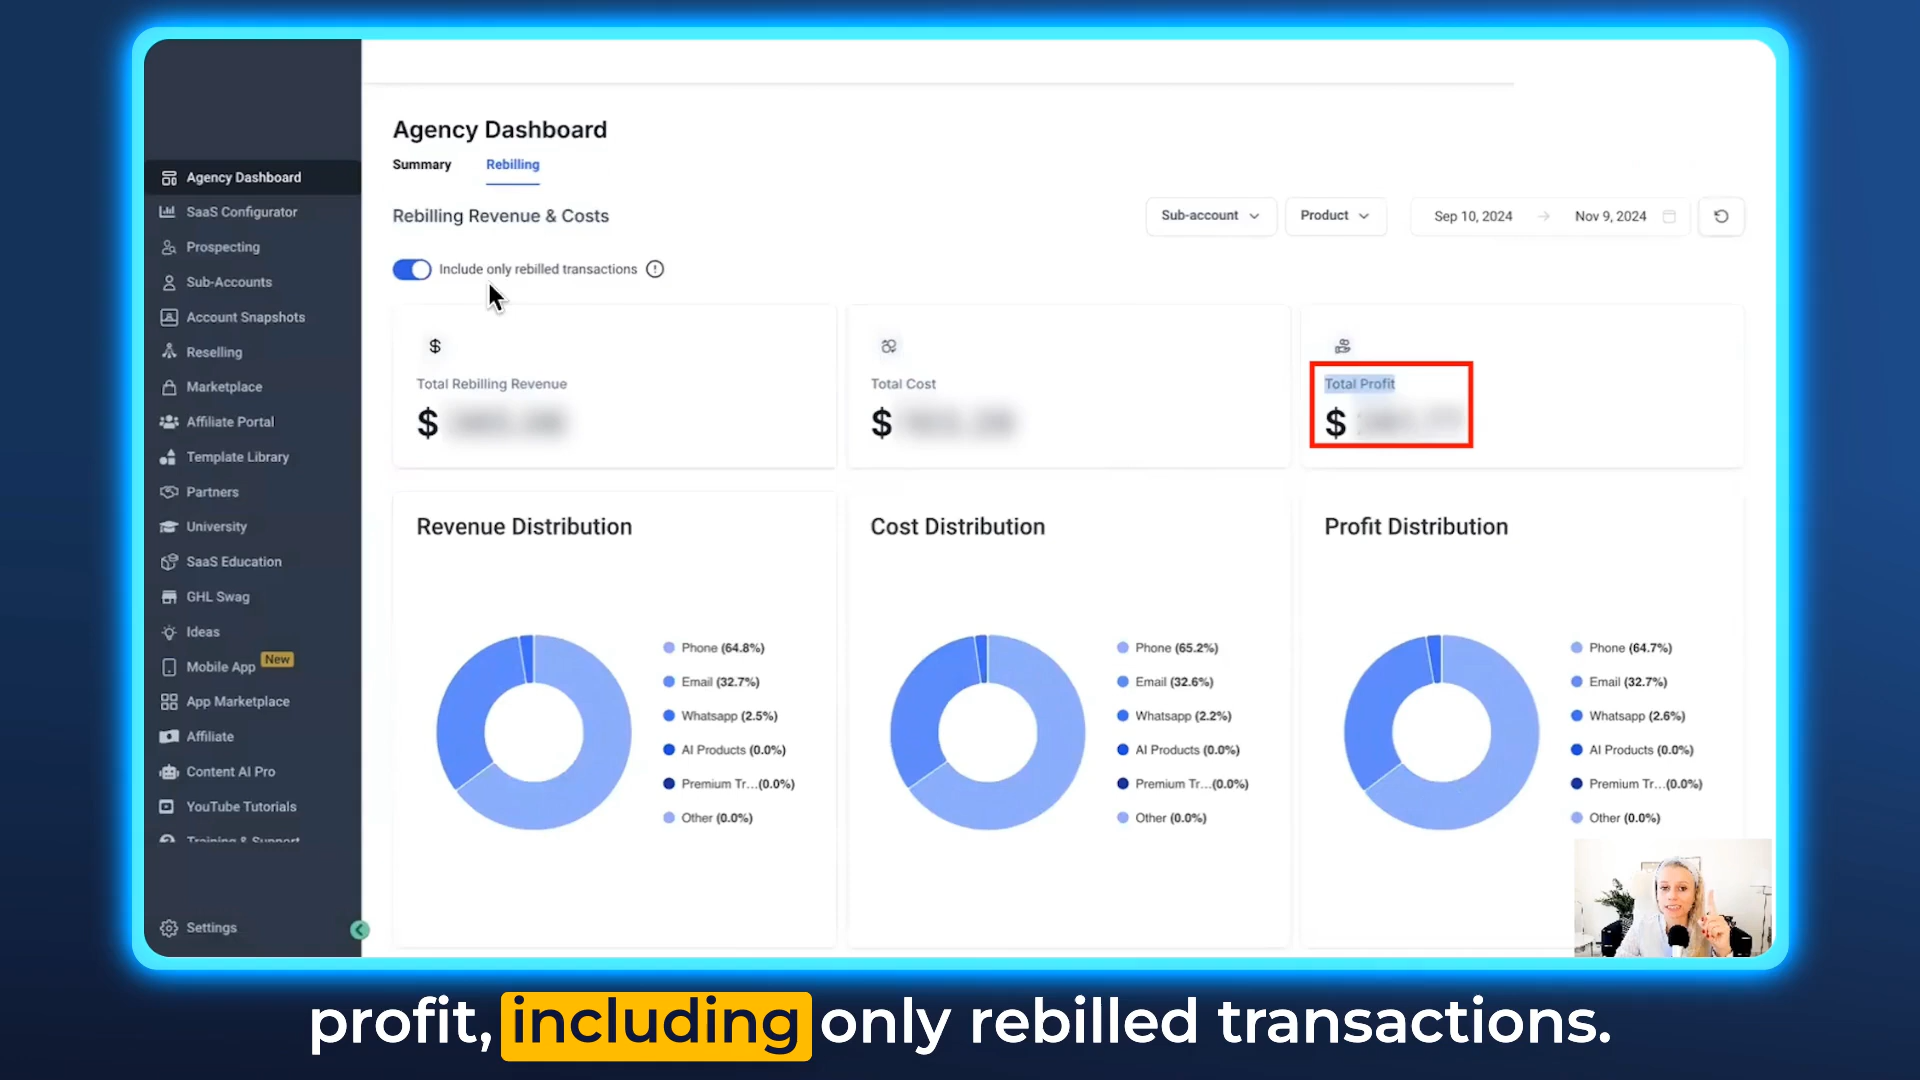 Agency Dashboard
SaaS Configurator
Prospecting
Sub-Accounts
Account Snapshots
Reselling
Marketplace
Affiliate Portal
Template Library
Partners
University
SaaS Education
GHL Swag
Ideas
Mobile App New
App Marketplace
Affiliate
Content AI Pro
YouTube Tutorials
Training & Support
Settings
Agency Dashboard
Summary Rebilling
Rebilling Revenue & Costs
Sub-account Product Sep 10, 2024 → Nov 9, 2024
Include only rebilled transactions
$
Total Rebilling Revenue
$
Total Cost
$
Total Profit
$
Revenue Distribution
Phone (64.8%)
Email (32.7%)
Whatsapp (2.5%)
AI Products (0.0%)
Premium Tr...(0.0%)
Other (0.0%)
Cost Distribution
Phone (65.2%)
Email (32.6%)
Whatsapp (2.2%)
AI Products (0.0%)
Premium Tr...(0.0%)
Other (0.0%)
Profit Distribution
Phone (64.7%)
Email (32.7%)
Whatsapp (2.6%)
AI Products (0.0%)
Premium Tr...(0.0%)
Other (0.0%)
profit, including only rebilled transactions.